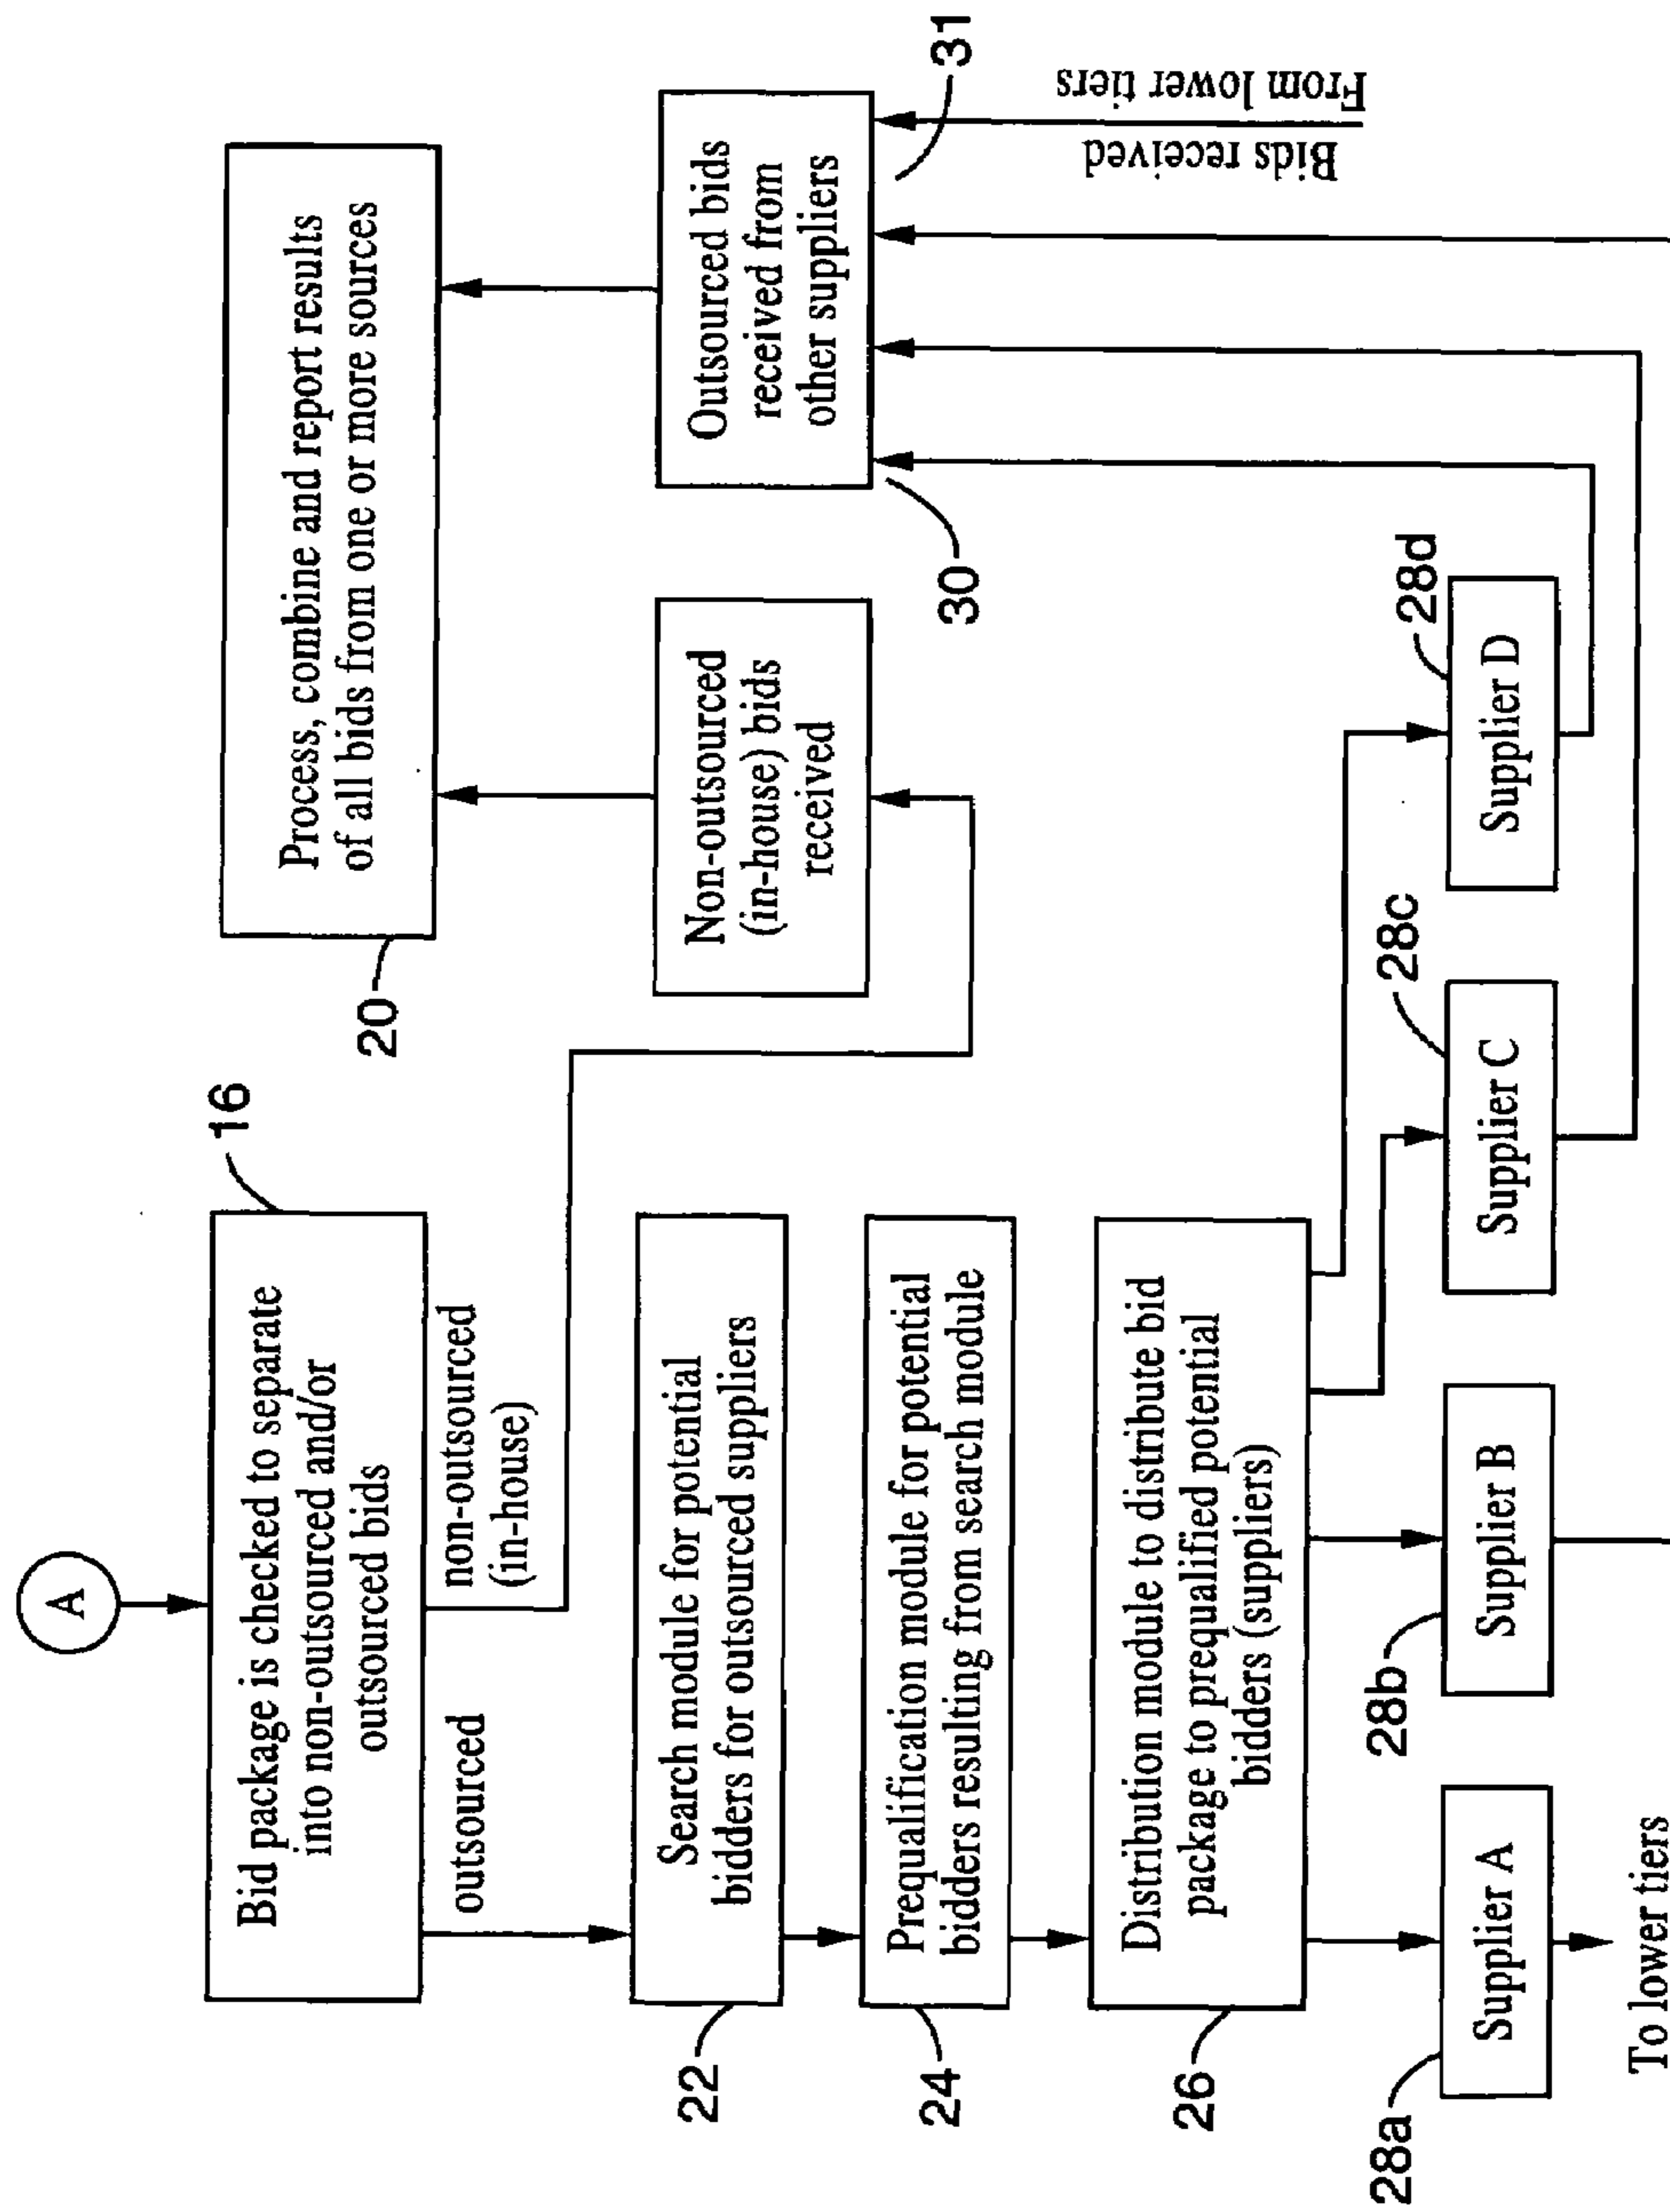 A
16
Bid package is checked to separate
into non-outsourced and/or
outsourced bids
outsourced
non-outsourced
(in-house)
20
Process, combine and report results
of all bids from one or more sources
22
Search module for potential
bidders for outsourced suppliers
Non-outsourced
(in-house) bids
received
Outsourced bids
received from
other suppliers
30
31
Bids received
From lower tiers
24
Prequalification module for potential
bidders resulting from search module
26
Distribution module to distribute bid
package to prequalified potential
bidders (suppliers)
28a
Supplier A
28b
Supplier B
28c
Supplier C
28d
Supplier D
To lower tiers